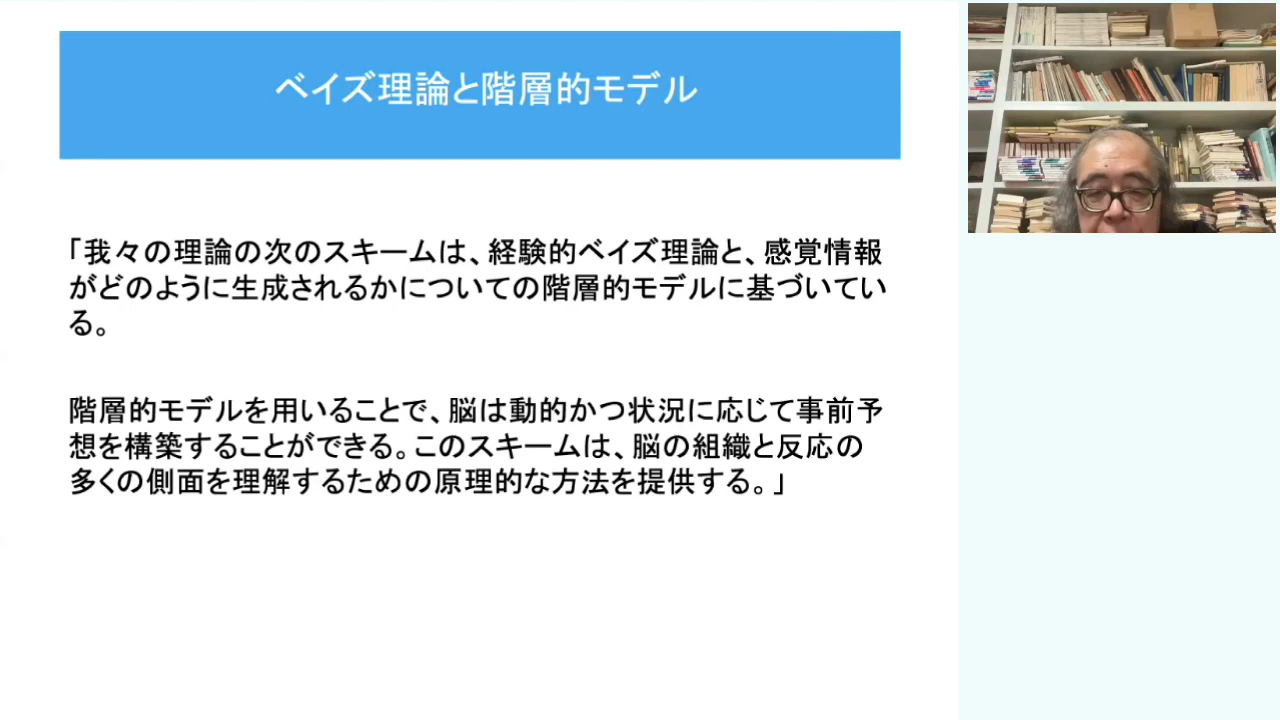 ベイズ理論と階層的モデル
「我々の理論の次のスキームは、経験的ベイズ理論と、感覚情報
がどのように生成されるかについての階層的モデルに基づいてい
る。
階層的モデルを用いることで、脳は動的かつ状況に応じて事前予
想を構築することができる。このスキームは、脳の組織と反応の
多くの側面を理解するための原理的な方法を提供する。」